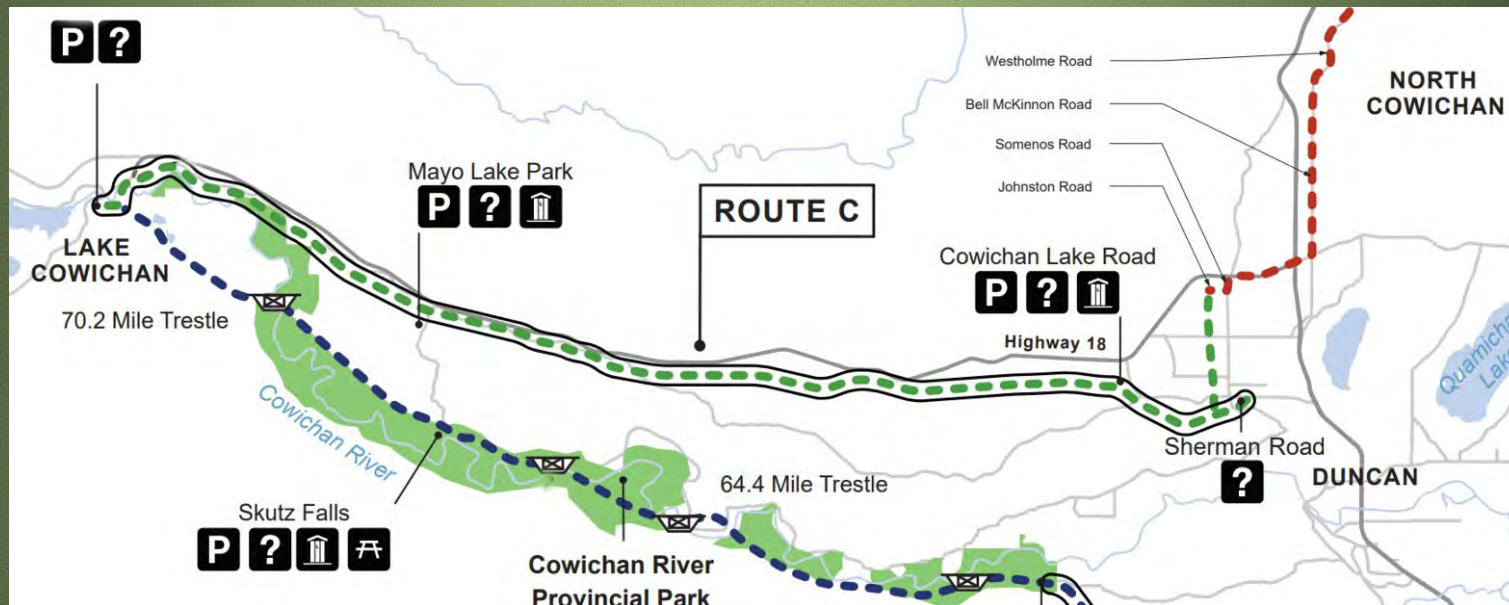 P ?
Westholme Road
NORTH
COWICHAN
Bell McKinnon Road
Somenos Road
Johnston Road
Mayo Lake Park
P ?
ROUTE C
LAKE
COWICHAN
Cowichan Lake Road
P ?
70.2 Mile Trestle
Highway 18
Quamichan
Cowichan River
Sherman Road
?
DUNCAN
64.4 Mile Trestle
Skutz Falls
P ?
Cowichan River
Provincial Park